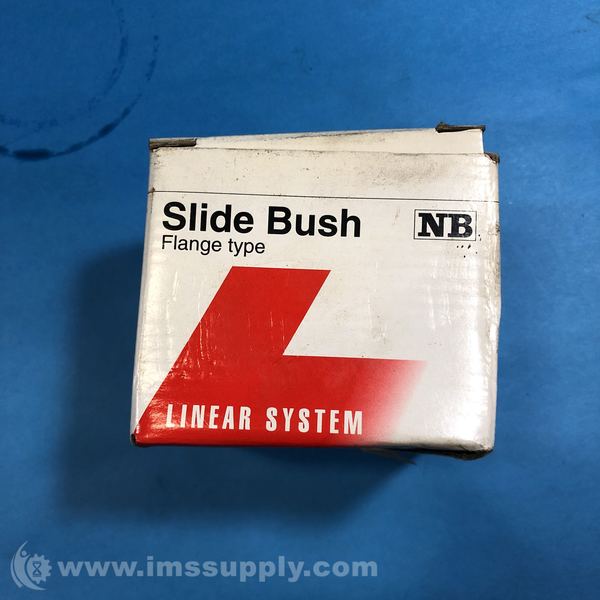 Slide Bush
NB
Flange type
LINEAR SYSTEM
www.imssupply.com